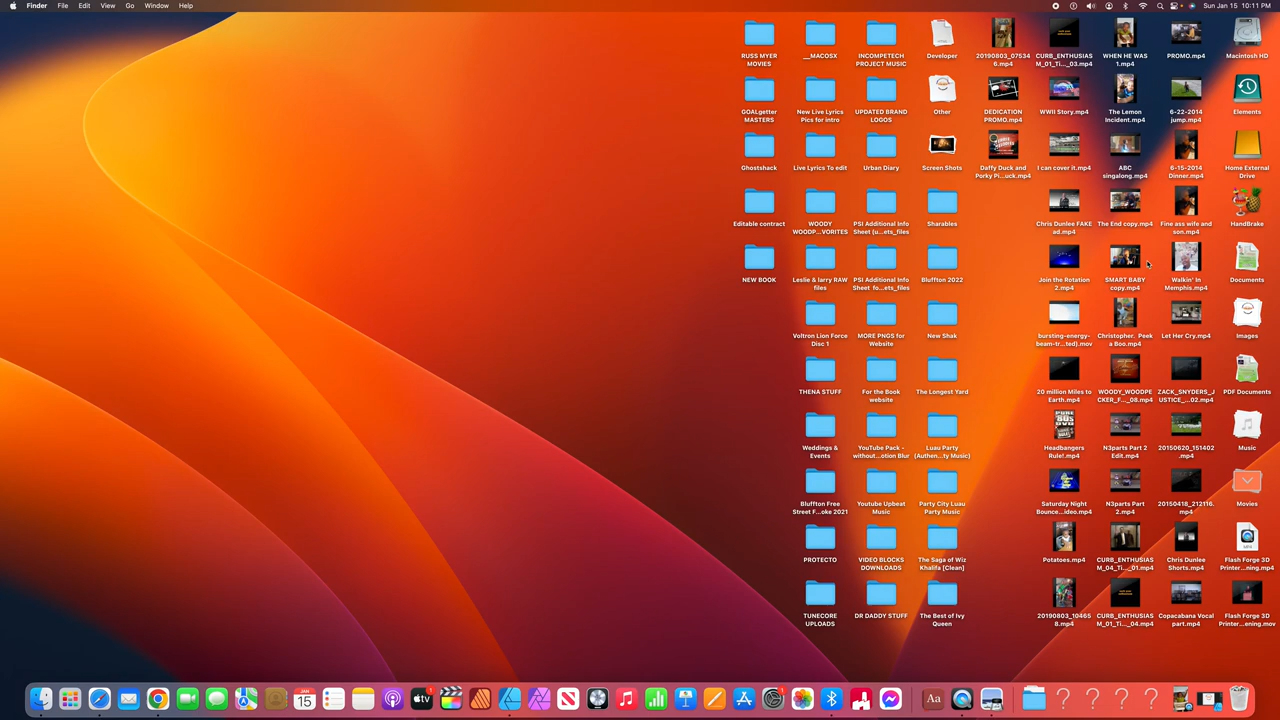 Finder File Edit View Go Window Help
Sun Jan 15 10:11 PM
RUSS MYER MOVIES
__MACOSX
INCOMPETECH PROJECT MUSIC
Developer
20190803_07534 6.mp4
CURB_ENTHUSIAS M_01_Ti..._03.mp4
WHEN HE WAS 1.mp4
PROMO.mp4
Macintosh HD
GOALgetter MASTERS
New Live Lyrics Pics for intro
UPDATED BRAND LOGOS
Other
DEDICATION PROMO.mp4
WWII Story.mp4
The Lemon Incident.mp4
6-22-2014 jump.mp4
Elements
Ghostshack
Live Lyrics To edit
Urban Diary
Screen Shots
Daffy Duck and Porky Pi...uck.mp4
I can cover it.mp4
ABC singalong.mp4
6-15-2014 Dinner.mp4
Home External Drive
Editable contract
WOODY WOODP...VORITES
PSI Additional Info Sheet (u...ets_files
Sharables
Chris Dunlee FAKE ad.mp4
The End copy.mp4
Fine ass wife and son.mp4
HandBrake
NEW BOOK
Leslie & larry RAW files
PSI Additional Info Sheet fo...ets_files
Bluffton 2022
Join the Rotation 2.mp4
SMART BABY copy.mp4
Walkin' In Memphis.mp4
Documents
Voltron Lion Force Disc 1
MORE PNGS for Website
New Shak
bursting-energy- beam-tr...ted).mov
Christopher. Peek a Boo.mp4
Let Her Cry.mp4
Images
THENA STUFF
For the Book website
The Longest Yard
20 million Miles to Earth.mp4
WOODY_WOODPE CKER_F..._08.mp4
ZACK_SNYDERS_J USTICE_...02.mp4
PDF Documents
Weddings & Events
YouTube Pack - without...otion Blur
Luau Party (Authen...ty Music)
Headbangers Rule!.mp4
N3parts Part 2 Edit.mp4
20150620_151402 .mp4
Music
Bluffton Free Street F...oke 2021
Youtube Upbeat Music
Party City Luau Party Music
Saturday Night Bounce...ideo.mp4
N3parts Part 2.mp4
20150418_212116. mp4
Movies
PROTECTO
VIDEO BLOCKS DOWNLOADS
The Saga of Wiz Khalifa [Clean]
Potatoes.mp4
CURB_ENTHUSIAS M_04_Ti..._01.mp4
Chris Dunlee Shorts.mp4
Flash Forge 3D Printer...ning.mp4
TUNECORE UPLOADS
DR DADDY STUFF
The Best of Ivy Queen
20190803_10465 8.mp4
CURB_ENTHUSIAS M_01_Ti..._04.mp4
Copacabana Vocal part.mp4
Flash Forge 3D Printer...ening.mov
JAN 15
tv
Aa